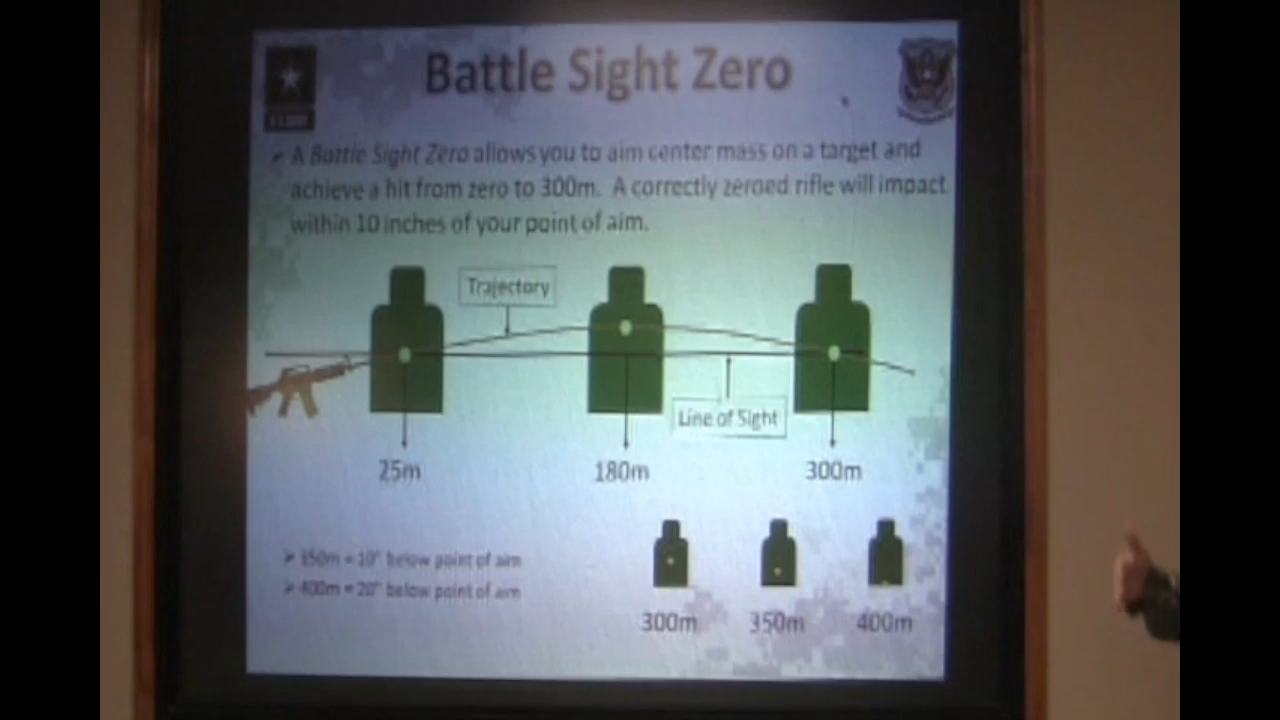 Battle Sight Zero
A Battle Sight Zero allows you to aim center mass on a target and
achieve a hit from zero to 300m. A correctly zeroed rifle will impact
within 10 inches of your point of aim.
Trajectory
Line of Sight
25m 180m 300m
350m = 10" below point of aim
400m = 20" below point of aim
300m 350m 400m